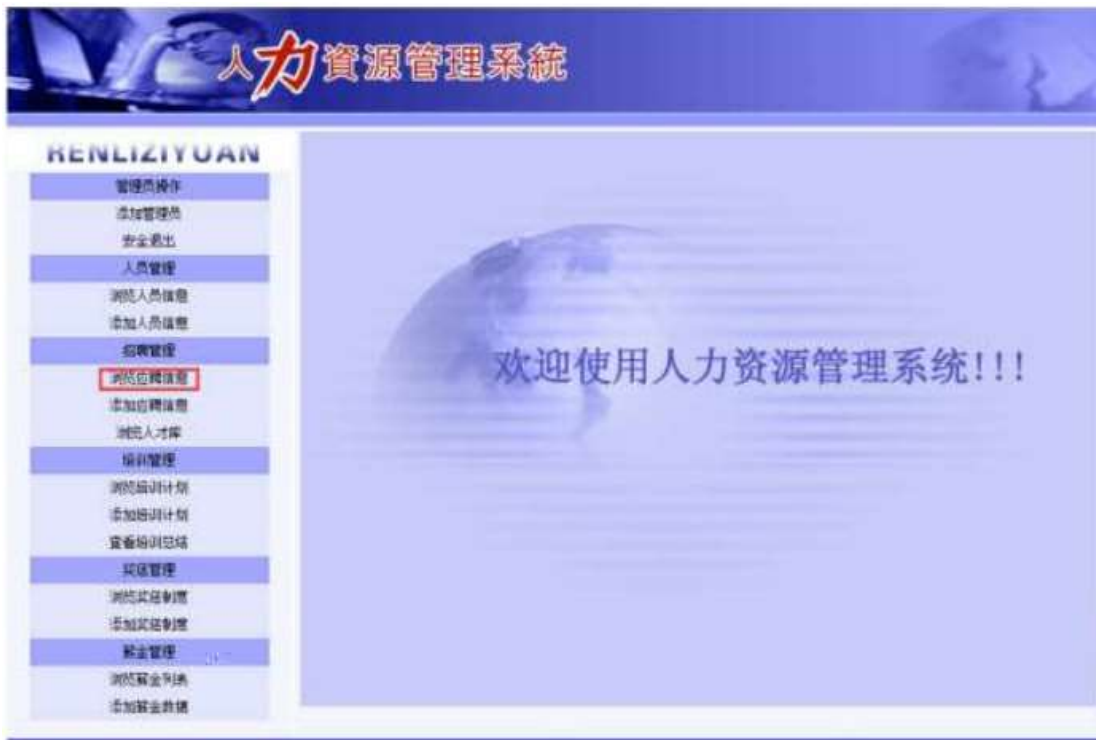 人力資源管理系統
RENLIZIYUAN
管理员操作
添加管理员
安全退出
人员管理
浏览人员信息
添加人员信息
招聘管理
浏览应聘信息
添加应聘信息
浏览人才库
培训管理
浏览培训计划
添加培训计划
查看培训总结
奖惩管理
浏览奖惩制度
添加奖惩制度
薪金管理
浏览薪金列表
添加薪金数据
欢迎使用人力资源管理系统!!!